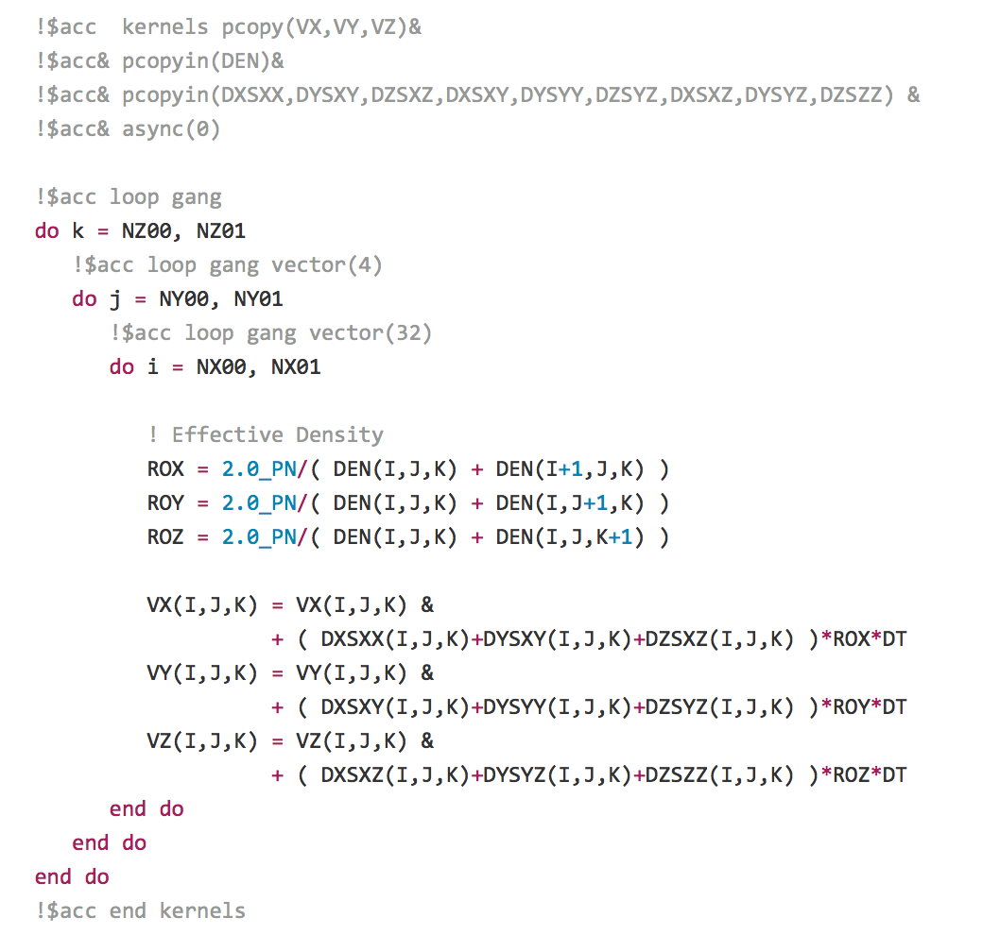 !$acc  kernels pcopy(VX,VY,VZ)&
!$acc& pcopyin(DEN)&
!$acc& pcopyin(DXSXX,DYSXY,DZSXZ,DXSXY,DYSYY,DZSYZ,DXSXZ,DYSYZ,DZSZZ) &
!$acc& async(0)

!$acc loop gang
do k = NZ00, NZ01
   !$acc loop gang vector(4)
   do j = NY00, NY01
      !$acc loop gang vector(32)
      do i = NX00, NX01

         ! Effective Density
         ROX = 2.0_PN/( DEN(I,J,K) + DEN(I+1,J,K) )
         ROY = 2.0_PN/( DEN(I,J,K) + DEN(I,J+1,K) )
         ROZ = 2.0_PN/( DEN(I,J,K) + DEN(I,J,K+1) )

         VX(I,J,K) = VX(I,J,K) &
                   + ( DXSXX(I,J,K)+DYSXY(I,J,K)+DZSXZ(I,J,K) )*ROX*DT
         VY(I,J,K) = VY(I,J,K) &
                   + ( DXSXY(I,J,K)+DYSYY(I,J,K)+DZSYZ(I,J,K) )*ROY*DT
         VZ(I,J,K) = VZ(I,J,K) &
                   + ( DXSXZ(I,J,K)+DYSYZ(I,J,K)+DZSZZ(I,J,K) )*ROZ*DT
      end do
   end do
end do
!$acc end kernels